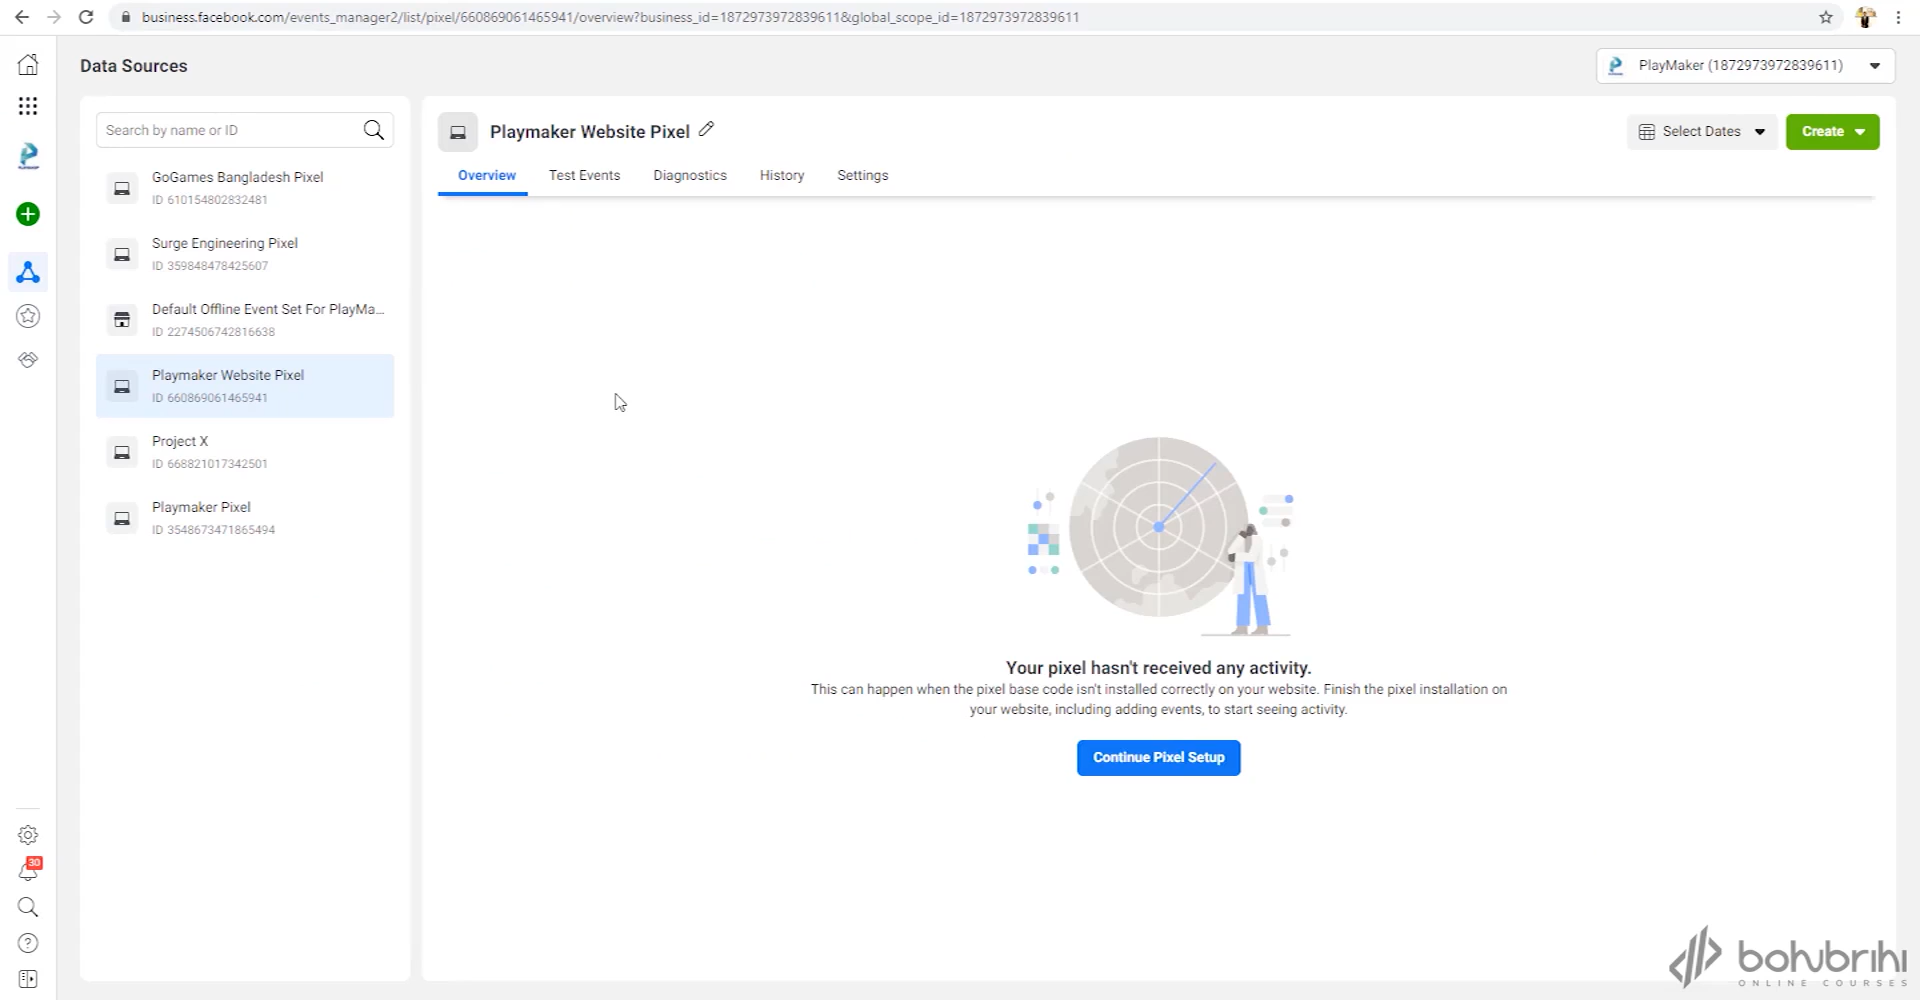 business.facebook.com/events_manager2/list/pixel/660869061465941/overview?business_id=1872973972839611&global_scope_id=1872973972839611
Data Sources
PlayMaker (1872973972839611)
Search by name or ID
Playmaker Website Pixel
Select Dates
Create
Overview
Test Events
Diagnostics
History
Settings
GoGames Bangladesh Pixel
ID 610154802832481
Surge Engineering Pixel
ID 359848478425607
Default Offline Event Set For PlayMa...
ID 2274506742816638
Playmaker Website Pixel
ID 660869061465941
Project X
ID 668821017342501
Playmaker Pixel
ID 3548673471865494
Your pixel hasn't received any activity.
This can happen when the pixel base code isn't installed correctly on your website. Finish the pixel installation on
your website, including adding events, to start seeing activity.
Continue Pixel Setup
30
bohubrihi
ONLINE COURSES